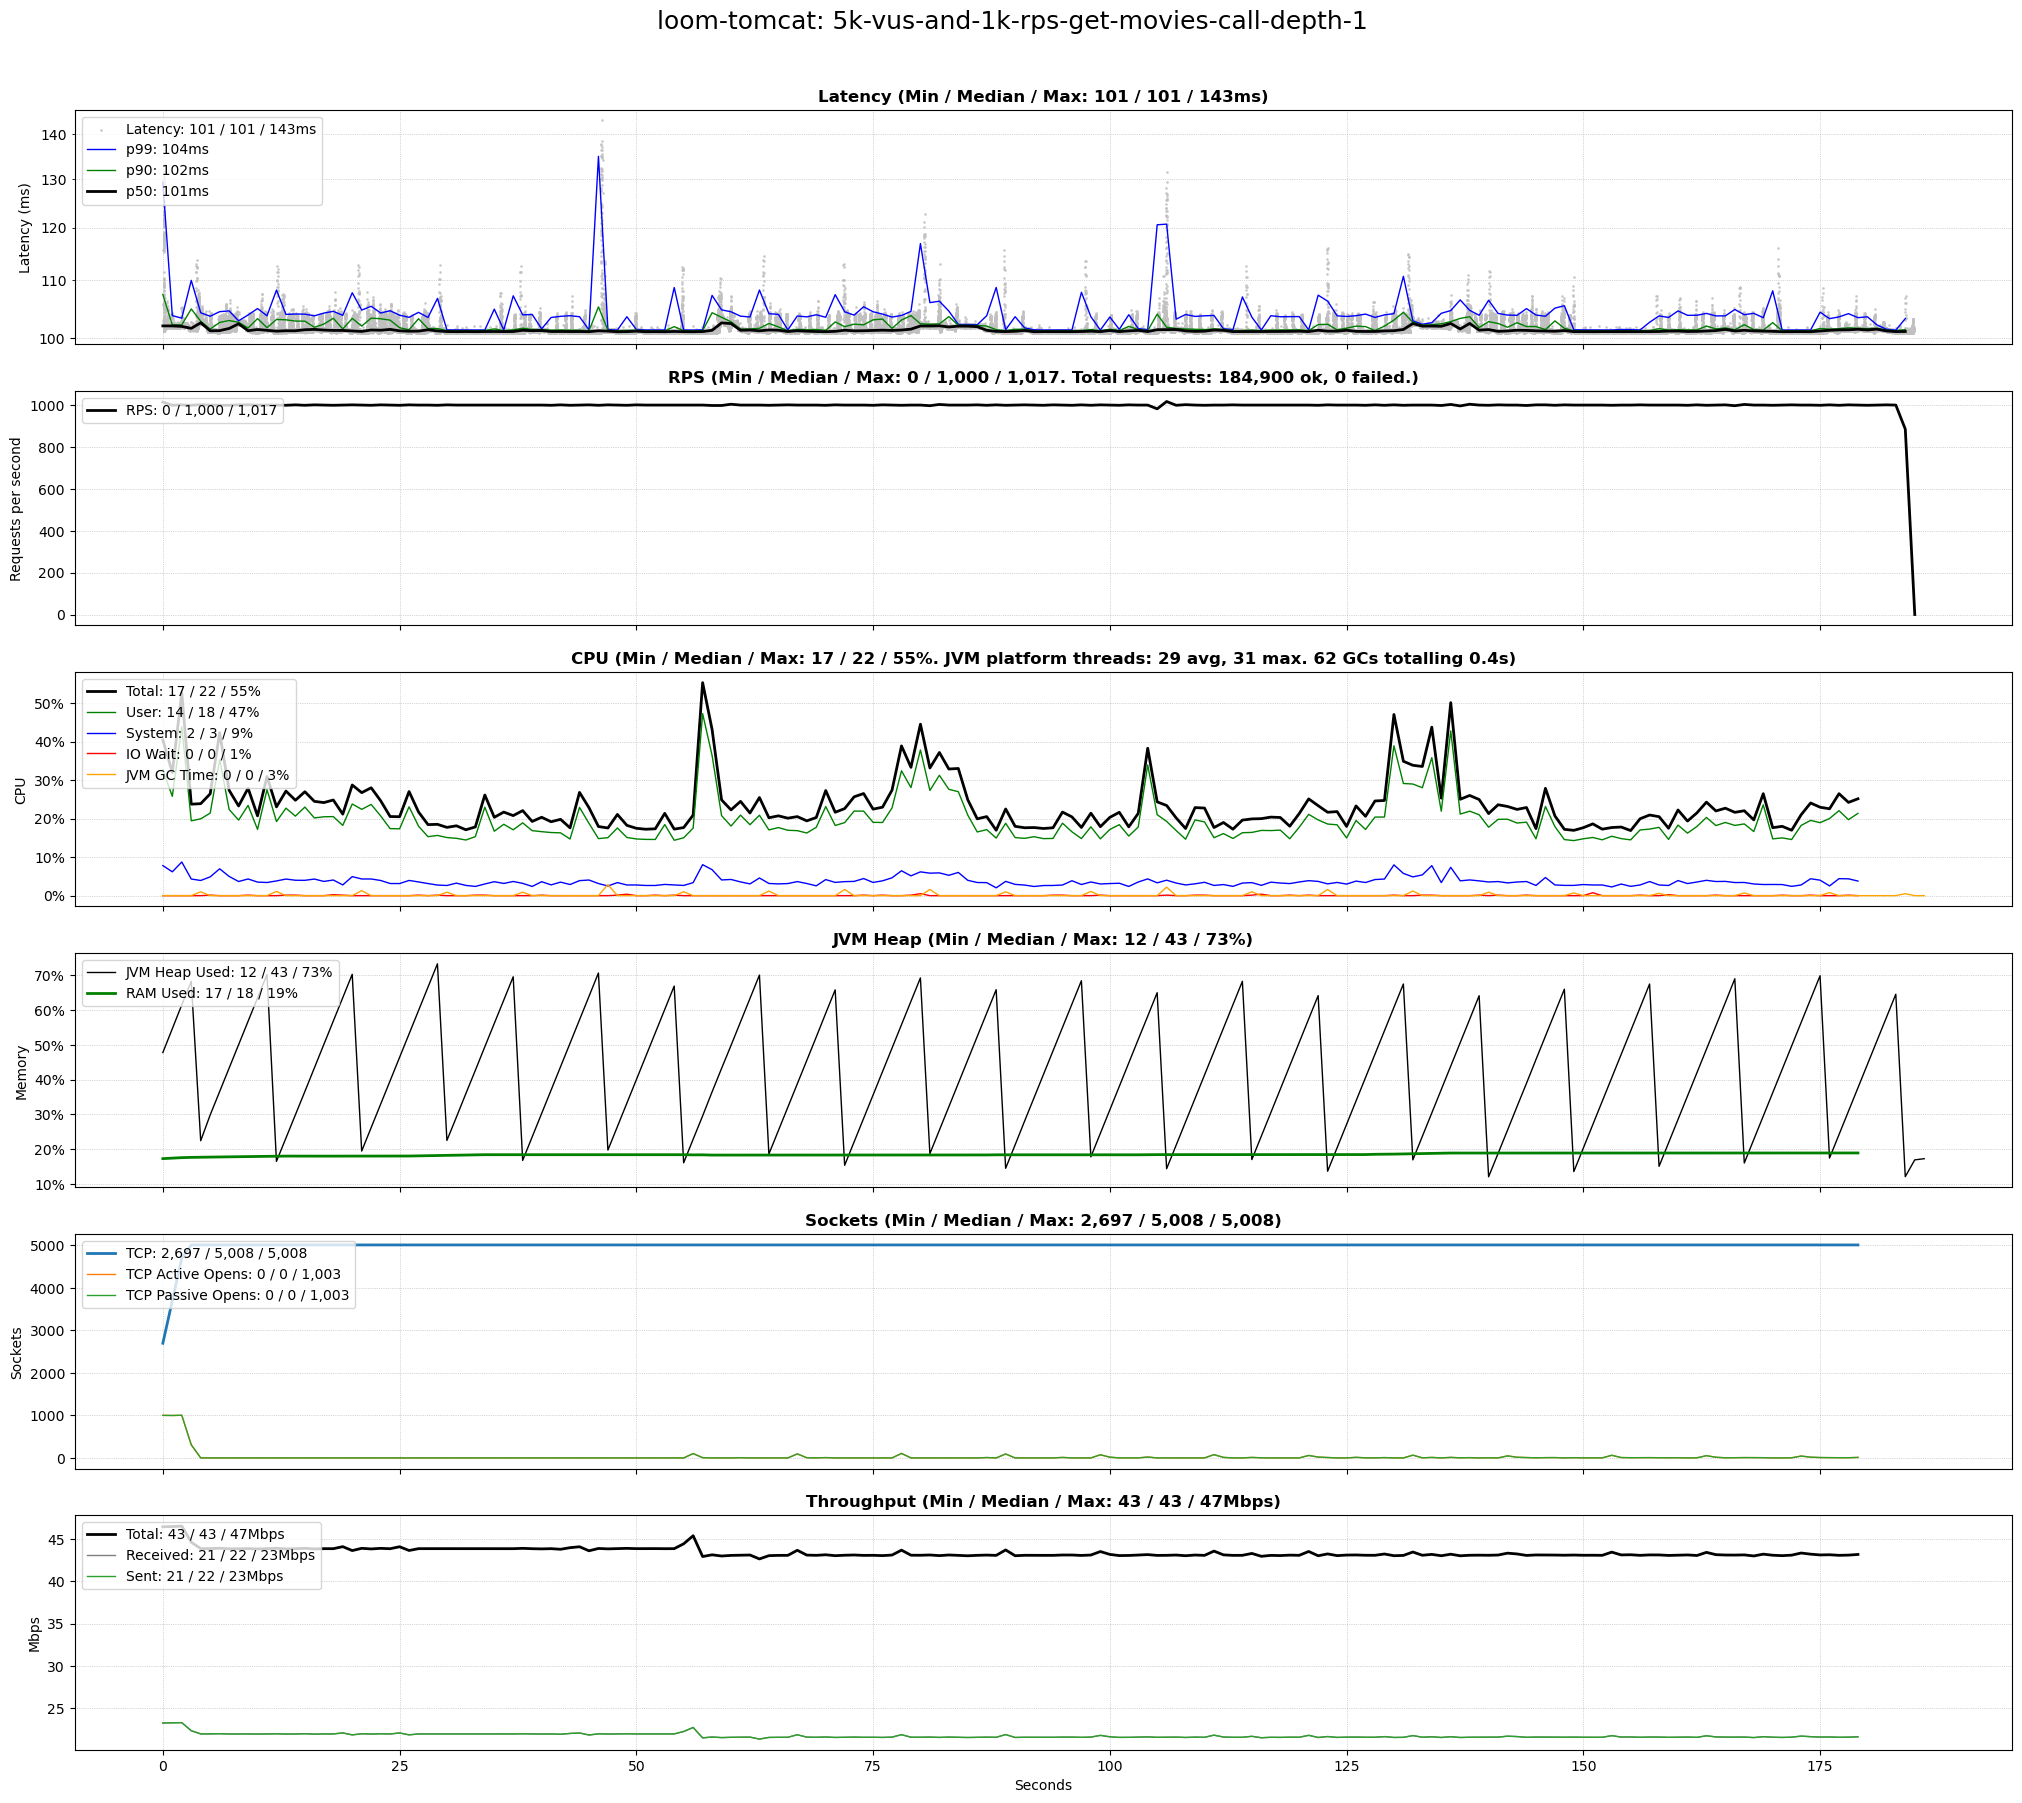 loom-tomcat: 5k-vus-and-1k-rps-get-movies-call-depth-1
Latency (Min / Median / Max: 101 / 101 / 143ms)
Latency: 101 / 101 / 143ms
p99: 104ms
p90: 102ms
p50: 101ms
Latency (ms)
140
130
120
110
100
RPS (Min / Median / Max: 0 / 1,000 / 1,017. Total requests: 184,900 ok, 0 failed.)
RPS: 0 / 1,000 / 1,017
Requests per second
1000
800
600
400
200
0
CPU (Min / Median / Max: 17 / 22 / 55%. JVM platform threads: 29 avg, 31 max. 62 GCs totalling 0.4s)
Total: 17 / 22 / 55%
User: 14 / 18 / 47%
System: 2 / 3 / 9%
IO Wait: 0 / 0 / 1%
JVM GC Time: 0 / 0 / 3%
CPU
50%
40%
30%
20%
10%
0%
JVM Heap (Min / Median / Max: 12 / 43 / 73%)
JVM Heap Used: 12 / 43 / 73%
RAM Used: 17 / 18 / 19%
Memory
70%
60%
50%
40%
30%
20%
10%
Sockets (Min / Median / Max: 2,697 / 5,008 / 5,008)
TCP: 2,697 / 5,008 / 5,008
TCP Active Opens: 0 / 0 / 1,003
TCP Passive Opens: 0 / 0 / 1,003
Sockets
5000
4000
3000
2000
1000
0
Throughput (Min / Median / Max: 43 / 43 / 47Mbps)
Total: 43 / 43 / 47Mbps
Received: 21 / 22 / 23Mbps
Sent: 21 / 22 / 23Mbps
Mbps
45
40
35
30
25
0 25 50 75 100 125 150 175
Seconds